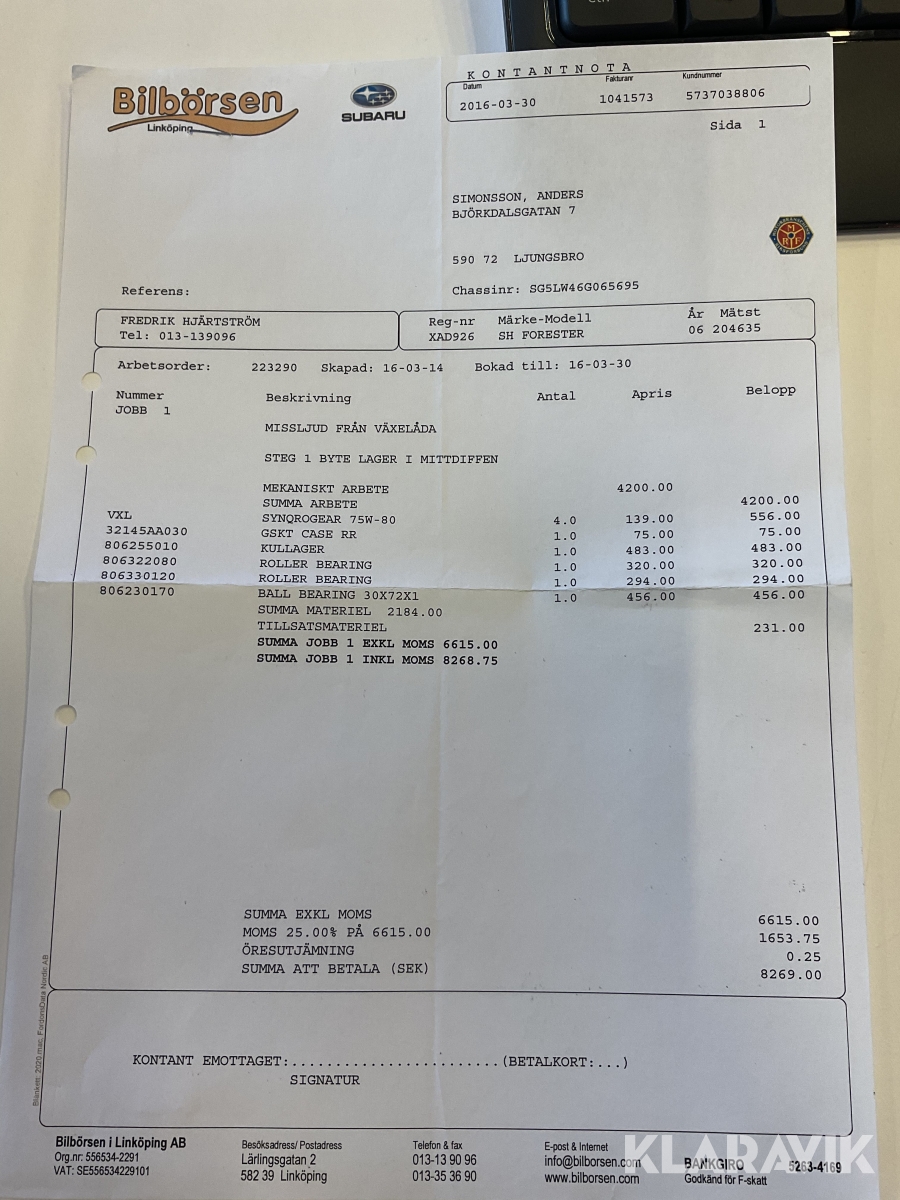 Ctrl
Bilbörsen
Linköping
SUBARU
KONTANTNOTA
Datum Fakturanr Kundnummer
2016-03-30 1041573 5737038806
Sida 1
SIMONSSON, ANDERS
BJÖRKDALSGATAN 7
590 72 LJUNGSBRO
M
RF
Referens:
Chassinr: SG5LW46G065695
FREDRIK HJÄRTSTRÖM
Tel: 013-139096
Reg-nr Märke-Modell År Mätst
XAD926 SH FORESTER 06 204635
Arbetsorder: 223290 Skapad: 16-03-14 Bokad till: 16-03-30
Nummer Beskrivning Antal Apris Belopp
JOBB 1
MISSLJUD FRÅN VÄXELÅDA
STEG 1 BYTE LAGER I MITTDIFFEN
MEKANISKT ARBETE 4200.00
SUMMA ARBETE 4200.00
VXL SYNQROGEAR 75W-80 4.0 139.00 556.00
32145AA030 GSKT CASE RR 1.0 75.00 75.00
806255010 KULLAGER 1.0 483.00 483.00
806322080 ROLLER BEARING 1.0 320.00 320.00
806330120 ROLLER BEARING 1.0 294.00 294.00
806230170 BALL BEARING 30X72X1 1.0 456.00 456.00
SUMMA MATERIEL 2184.00
TILLSATSMATERIEL 231.00
SUMMA JOBB 1 EXKL MOMS 6615.00
SUMMA JOBB 1 INKL MOMS 8268.75
SUMMA EXKL MOMS 6615.00
MOMS 25.00% PÅ 6615.00 1653.75
ÖRESUTJÄMNING 0.25
SUMMA ATT BETALA (SEK) 8269.00
Blankett: 2020.mac, FordonsData Nordic AB
KONTANT EMOTTAGET:........................(BETALKORT:...)
SIGNATUR
Bilbörsen i Linköping AB
Org.nr: 556534-2291
VAT: SE556534229101
Besöksadress/ Postadress
Lärlingsgatan 2
582 39 Linköping
Telefon & fax
013-13 90 96
013-35 36 90
E-post & Internet
info@bilborsen.com
www.bilborsen.com
BANKGIRO 5263-4169
Godkänd för F-skatt
KLARAVIK